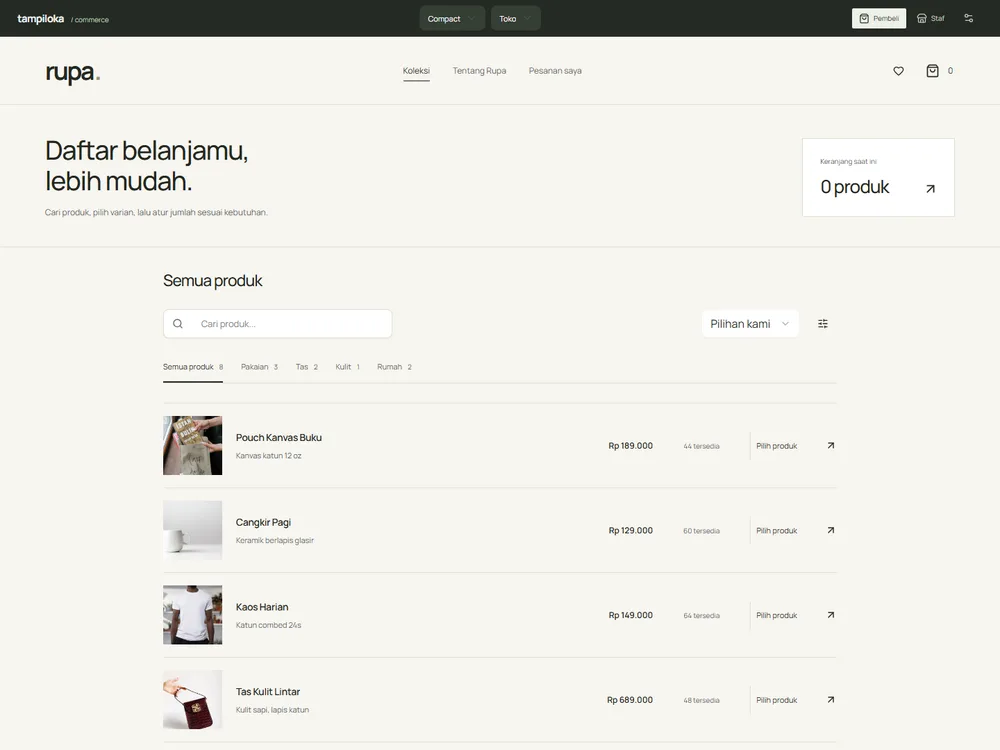 tampiloka / commerce
Compact
Toko
Pembeli
Staf
rupa.
Koleksi
Tentang Rupa
Pesanan saya
0
Daftar belanjamu,
lebih mudah.
Cari produk, pilih varian, lalu atur jumlah sesuai kebutuhan.
Keranjang saat ini
0 produk
Semua produk
Cari produk...
Pilihan kami
Semua produk 8
Pakaian 3
Tas 2
Kulit 1
Rumah 2
Pouch Kanvas Buku
Kanvas katun 12 oz
Rp 189.000
44 tersedia
Pilih produk
Cangkir Pagi
Keramik berlapis glasir
Rp 129.000
60 tersedia
Pilih produk
Kaos Harian
Katun combed 24s
Rp 149.000
64 tersedia
Pilih produk
Tas Kulit Lintar
Kulit sapi, lapis katun
Rp 689.000
48 tersedia
Pilih produk